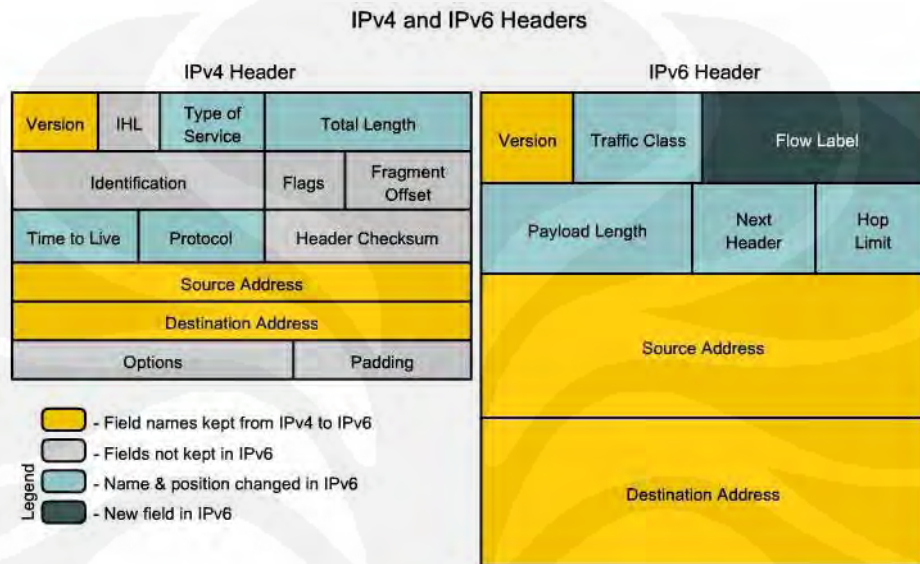 IPv4 and IPv6 Headers
IPv4 Header
Version
IHL
Type of
Service
Total Length
Identification
Flags
Fragment
Offset
Time to Live
Protocol
Header Checksum
Source Address
Destination Address
Options
Padding
Legend
- Field names kept from IPv4 to IPv6
- Fields not kept in IPv6
- Name & position changed in IPv6
- New field in IPv6
IPv6 Header
Version
Traffic Class
Flow Label
Payload Length
Next
Header
Hop
Limit
Source Address
Destination Address